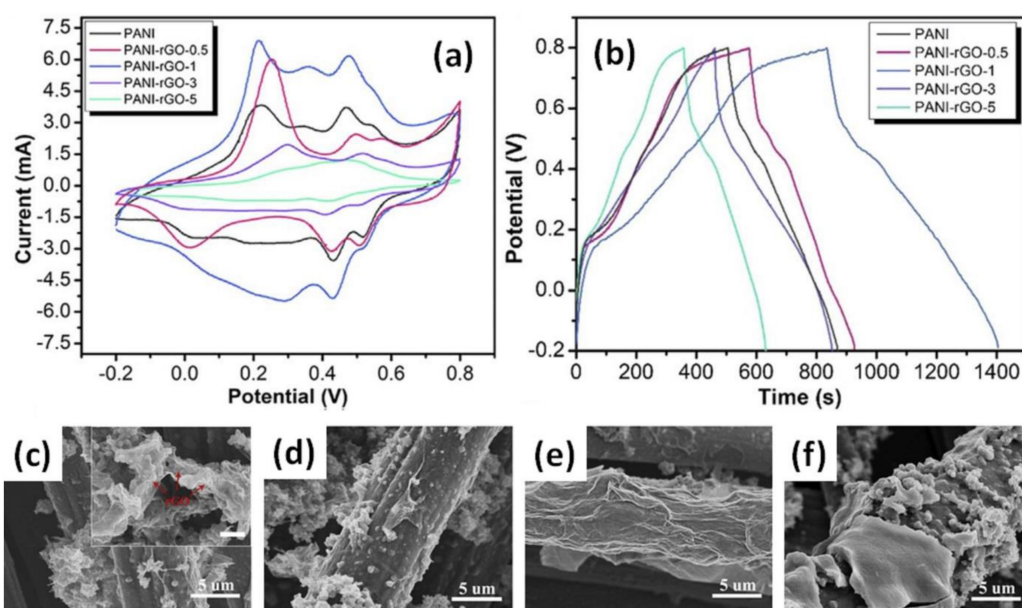 (a)
PANI
PANI-rGO-0.5
PANI-rGO-1
PANI-rGO-3
PANI-rGO-5
Current (mA)
7.5
6.0
4.5
3.0
1.5
0.0
-1.5
-3.0
-4.5
-6.0
-7.5
-0.2 0.0 0.2 0.4 0.6 0.8
Potential (V)
(b)
PANI
PANI-rGO-0.5
PANI-rGO-1
PANI-rGO-3
PANI-rGO-5
Potential (V)
0.8
0.6
0.4
0.2
0.0
-0.2
0 200 400 600 800 1000 1200 1400
Time (s)
(c)
5 um
(d)
5 um
(e)
5 um
(f)
5 um